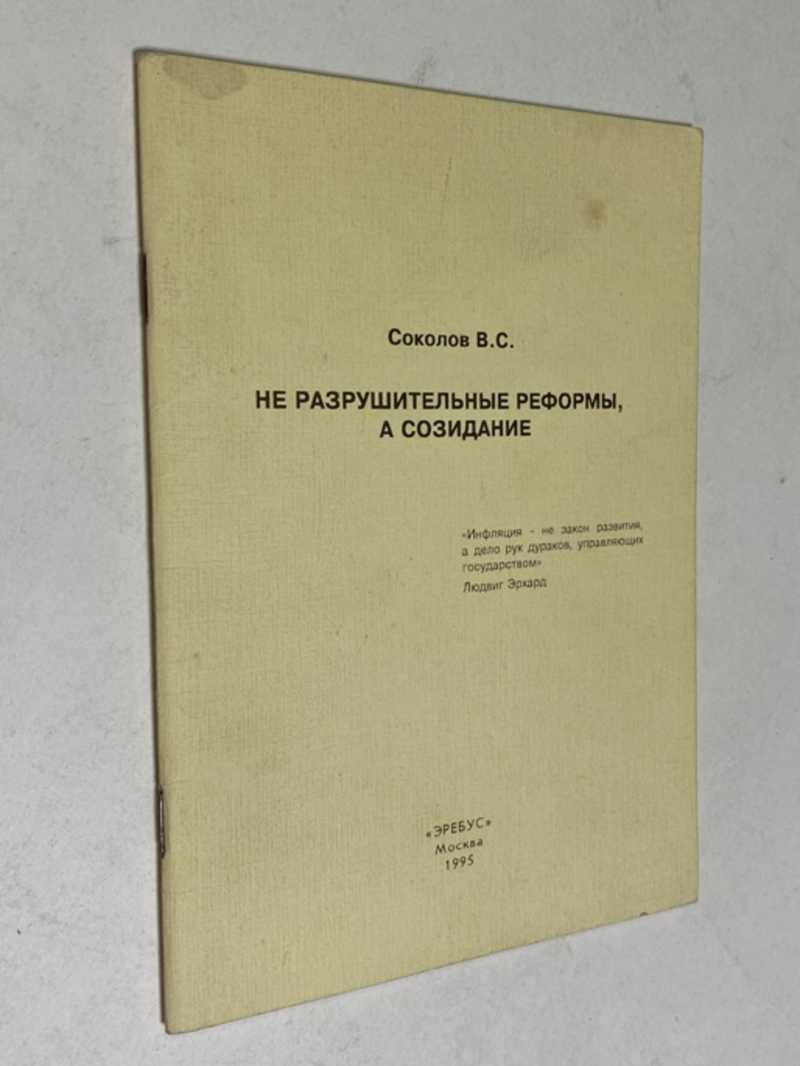 Соколов В.С.
НЕ РАЗРУШИТЕЛЬНЫЕ РЕФОРМЫ,
А СОЗИДАНИЕ
«Инфляция - не закон развития,
а дело рук дураков, управляющих
государством»
Людвиг Эрхард
«ЭРЕБУС»
Москва
1995